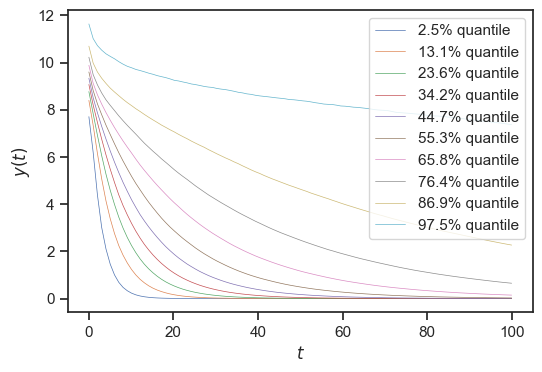 12
10
8
6
4
2
0
y(t)
2.5% quantile
13.1% quantile
23.6% quantile
34.2% quantile
44.7% quantile
55.3% quantile
65.8% quantile
76.4% quantile
86.9% quantile
97.5% quantile
0 20 40 60 80 100
t